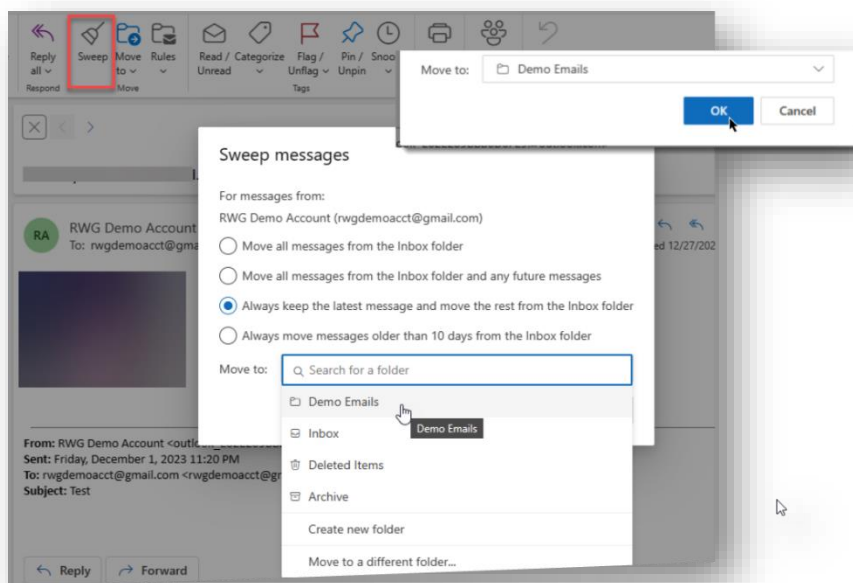 Reply all
Sweep
Move to
Rules
Read / Unread
Categorize
Flag / Unflag
Pin / Unpin
Snoo
Respond
Move
Tags
Move to:
Demo Emails
OK
Cancel
Sweep messages
For messages from:
RWG Demo Account (rwgdemoacct@gmail.com)
Move all messages from the Inbox folder
Move all messages from the Inbox folder and any future messages
Always keep the latest message and move the rest from the Inbox folder
Always move messages older than 10 days from the Inbox folder
Move to:
Search for a folder
Demo Emails
Demo Emails
Inbox
Deleted Items
Archive
Create new folder
Move to a different folder...
RA
RWG Demo Account
To: rwgdemoacct@gma
ed 12/27/202
From: RWG Demo Account
Sent: Friday, December 1, 2023 11:20 PM
To: rwgdemoacct@gmail.com <rwgdemoacct@gr
Subject: Test
Reply
Forward